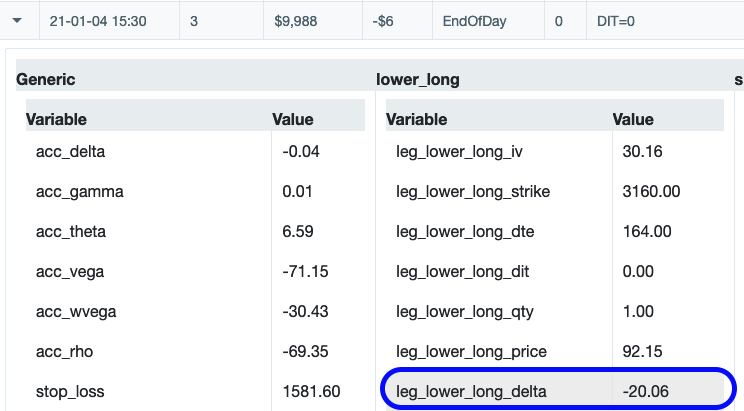 21-01-04 15:30 3 $9,988 -$6 EndOfDay 0 DIT=0
Generic lower_long s
Variable Value Variable Value
acc_delta -0.04 leg_lower_long_iv 30.16
acc_gamma 0.01 leg_lower_long_strike 3160.00
acc_theta 6.59 leg_lower_long_dte 164.00
acc_vega -71.15 leg_lower_long_dit 0.00
acc_wvega -30.43 leg_lower_long_qty 1.00
acc_rho -69.35 leg_lower_long_price 92.15
stop_loss 1581.60 leg_lower_long_delta -20.06